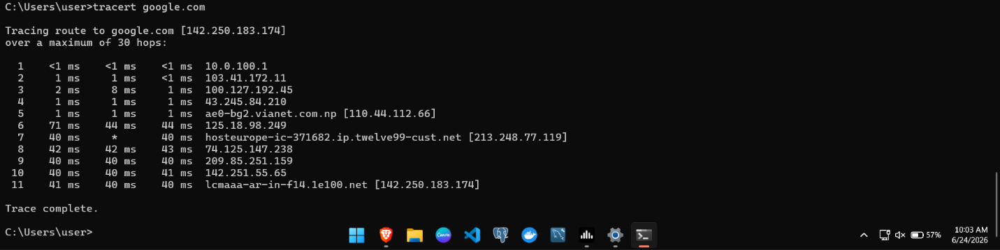 C:\Users\user>tracert google.com
Tracing route to google.com [142.250.183.174]
over a maximum of 30 hops:
1 <1 ms <1 ms <1 ms 10.0.100.1
2 1 ms 1 ms <1 ms 103.41.172.11
3 2 ms 8 ms 1 ms 100.127.192.45
4 1 ms 1 ms 1 ms 43.245.84.210
5 1 ms 1 ms 1 ms ae0-bg2.vianet.com.np [110.44.112.66]
6 71 ms 44 ms 44 ms 125.18.98.249
7 40 ms * 40 ms hosteurope-ic-371682.ip.twelve99-cust.net [213.248.77.119]
8 42 ms 42 ms 43 ms 74.125.147.238
9 40 ms 40 ms 40 ms 209.85.251.159
10 40 ms 40 ms 41 ms 142.251.55.65
11 41 ms 40 ms 40 ms lcmaaa-ar-in-f14.1e100.net [142.250.183.174]
Trace complete.
C:\Users\user>
Canva
57%
10:03 AM
6/24/2026